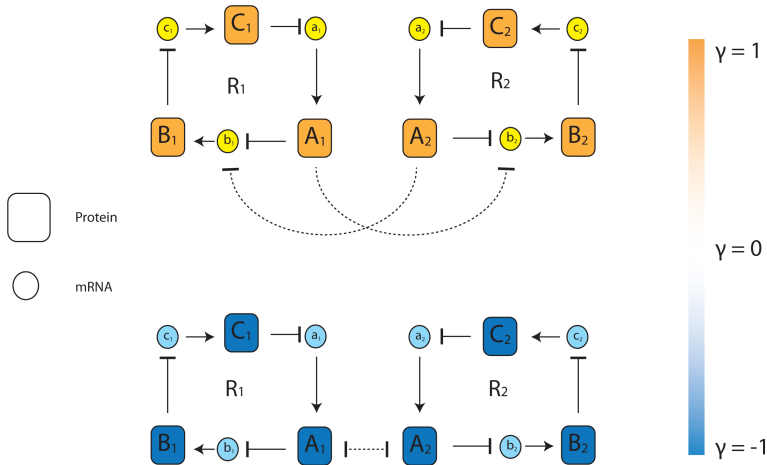 c₁ C₁ a₁ a₂ C₂ c₂
γ = 1
R₁ R₂
B₁ b₁ A₁ A₂ b₂ B₂
Protein
γ = 0
mRNA
c₁ C₁ a₁ a₂ C₂ c₂
R₁ R₂
B₁ b₁ A₁ A₂ b₂ B₂
γ = -1